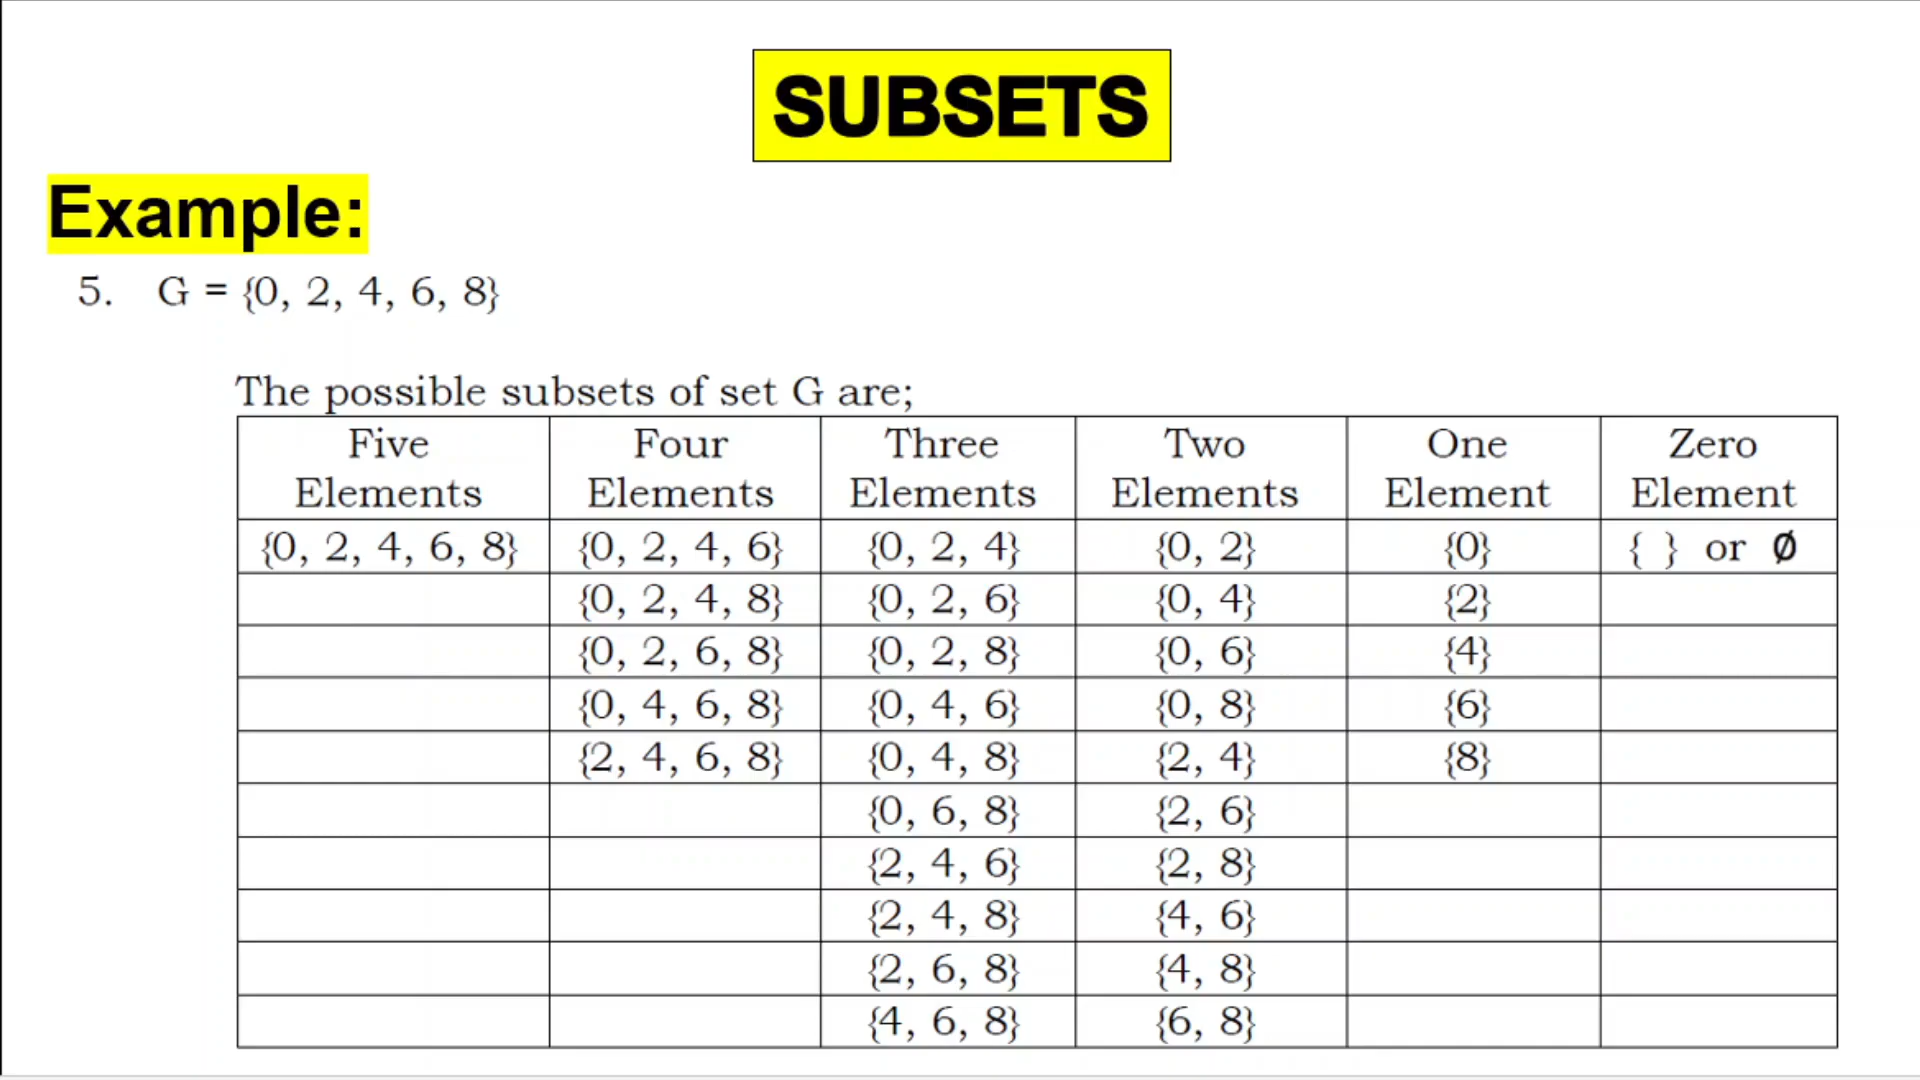 SUBSETS
Example:
5. G = {0, 2, 4, 6, 8}
The possible subsets of set G are;
Five Elements Four Elements Three Elements Two Elements One Element Zero Element
{0, 2, 4, 6, 8} {0, 2, 4, 6} {0, 2, 4} {0, 2} {0} { } or Ø
{0, 2, 4, 8} {0, 2, 6} {0, 4} {2}
{0, 2, 6, 8} {0, 2, 8} {0, 6} {4}
{0, 4, 6, 8} {0, 4, 6} {0, 8} {6}
{2, 4, 6, 8} {0, 4, 8} {2, 4} {8}
{0, 6, 8} {2, 6}
{2, 4, 6} {2, 8}
{2, 4, 8} {4, 6}
{2, 6, 8} {4, 8}
{4, 6, 8} {6, 8}